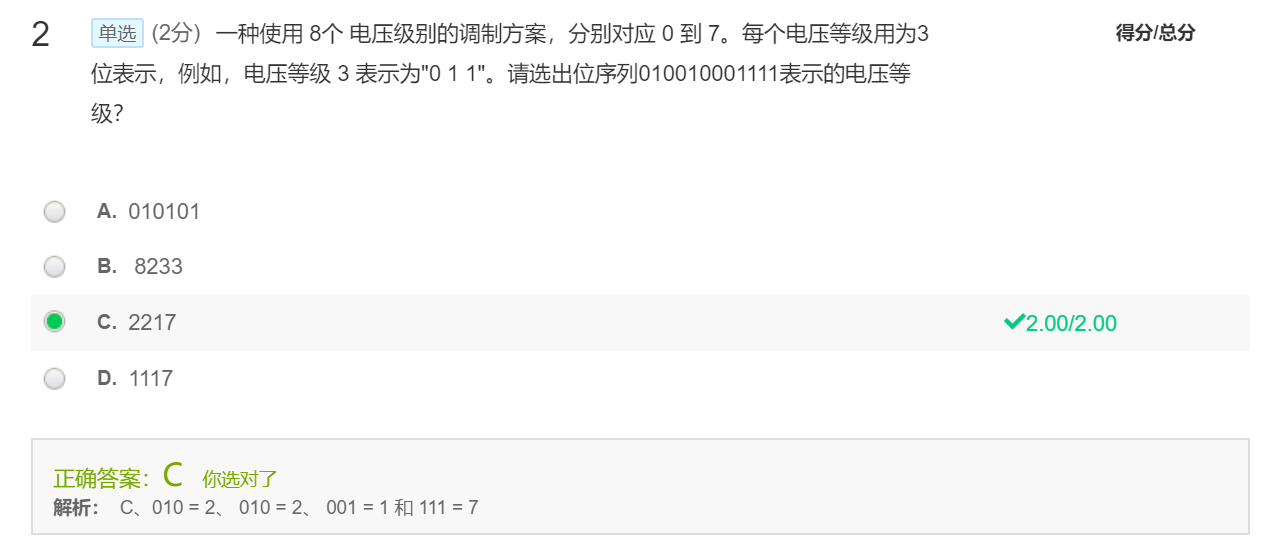 2 单选 (2分) 一种使用 8个 电压级别的调制方案，分别对应 0 到 7。每个电压等级用为3 得分/总分
位表示，例如，电压等级 3 表示为"0 1 1"。请选出位序列010010001111表示的电压等
级？
A. 010101
B. 8233
C. 2217 2.00/2.00
D. 1117
正确答案：C 你选对了
解析： C、010 = 2、 010 = 2、 001 = 1 和 111 = 7